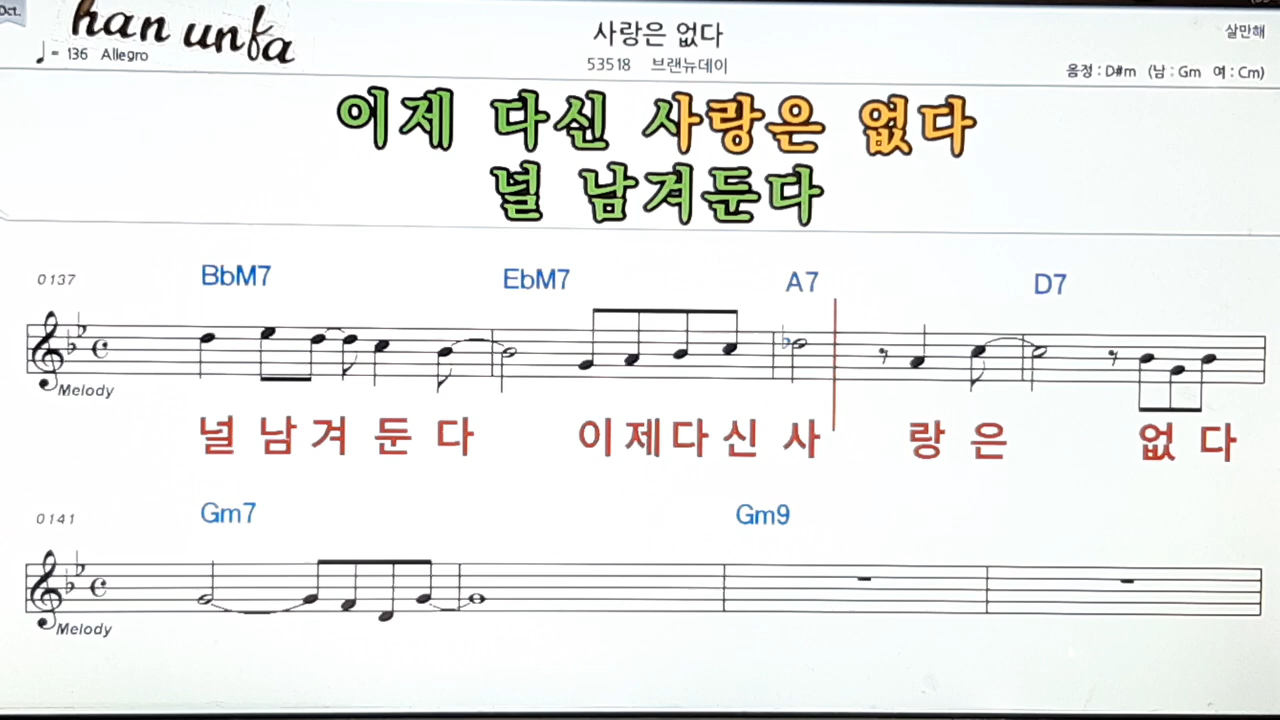 Oct.
han unfa
♩= 136 Allegro
사랑은 없다
53518 브랜뉴데이
살만해
음정 : D#m (남 : Gm 여 : Cm)
이제 다신 사랑은 없다
널 남겨둔다
0137
BbM7 EbM7 A7 D7
Melody
널 남 겨 둔 다 이 제 다 신 사 랑 은 없 다
0141
Gm7 Gm9
Melody